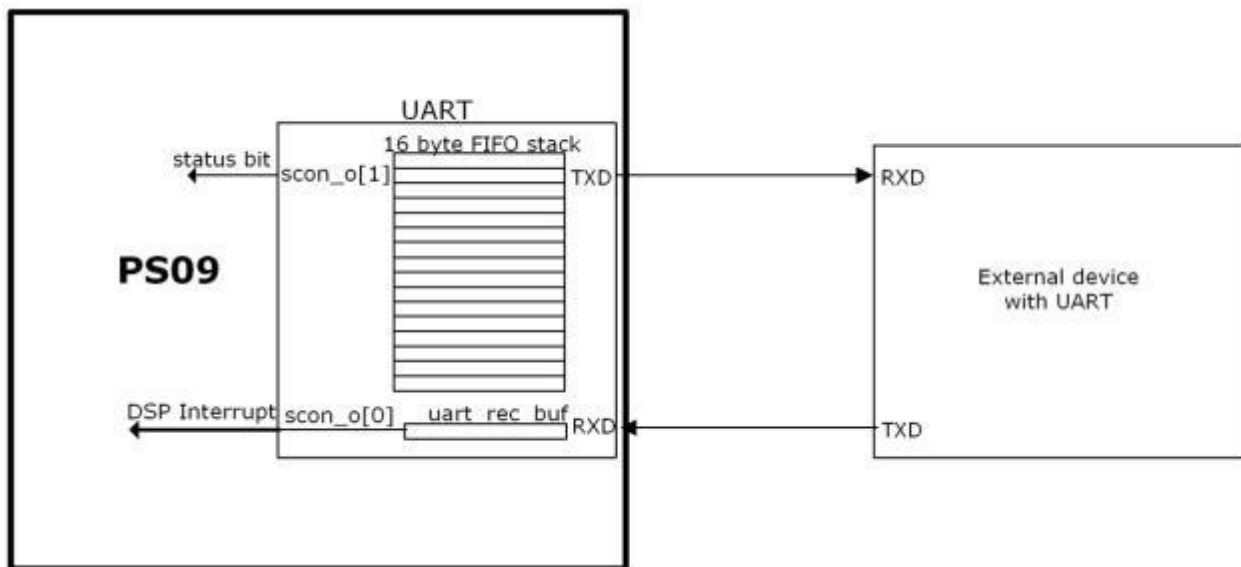 UART
16 byte FIFO stack
status bit
scon_o[1]
TXD
RXD
PS09
External device
with UART
DSP Interrupt
scon_o[0]
uart_rec_buf
RXD
TXD